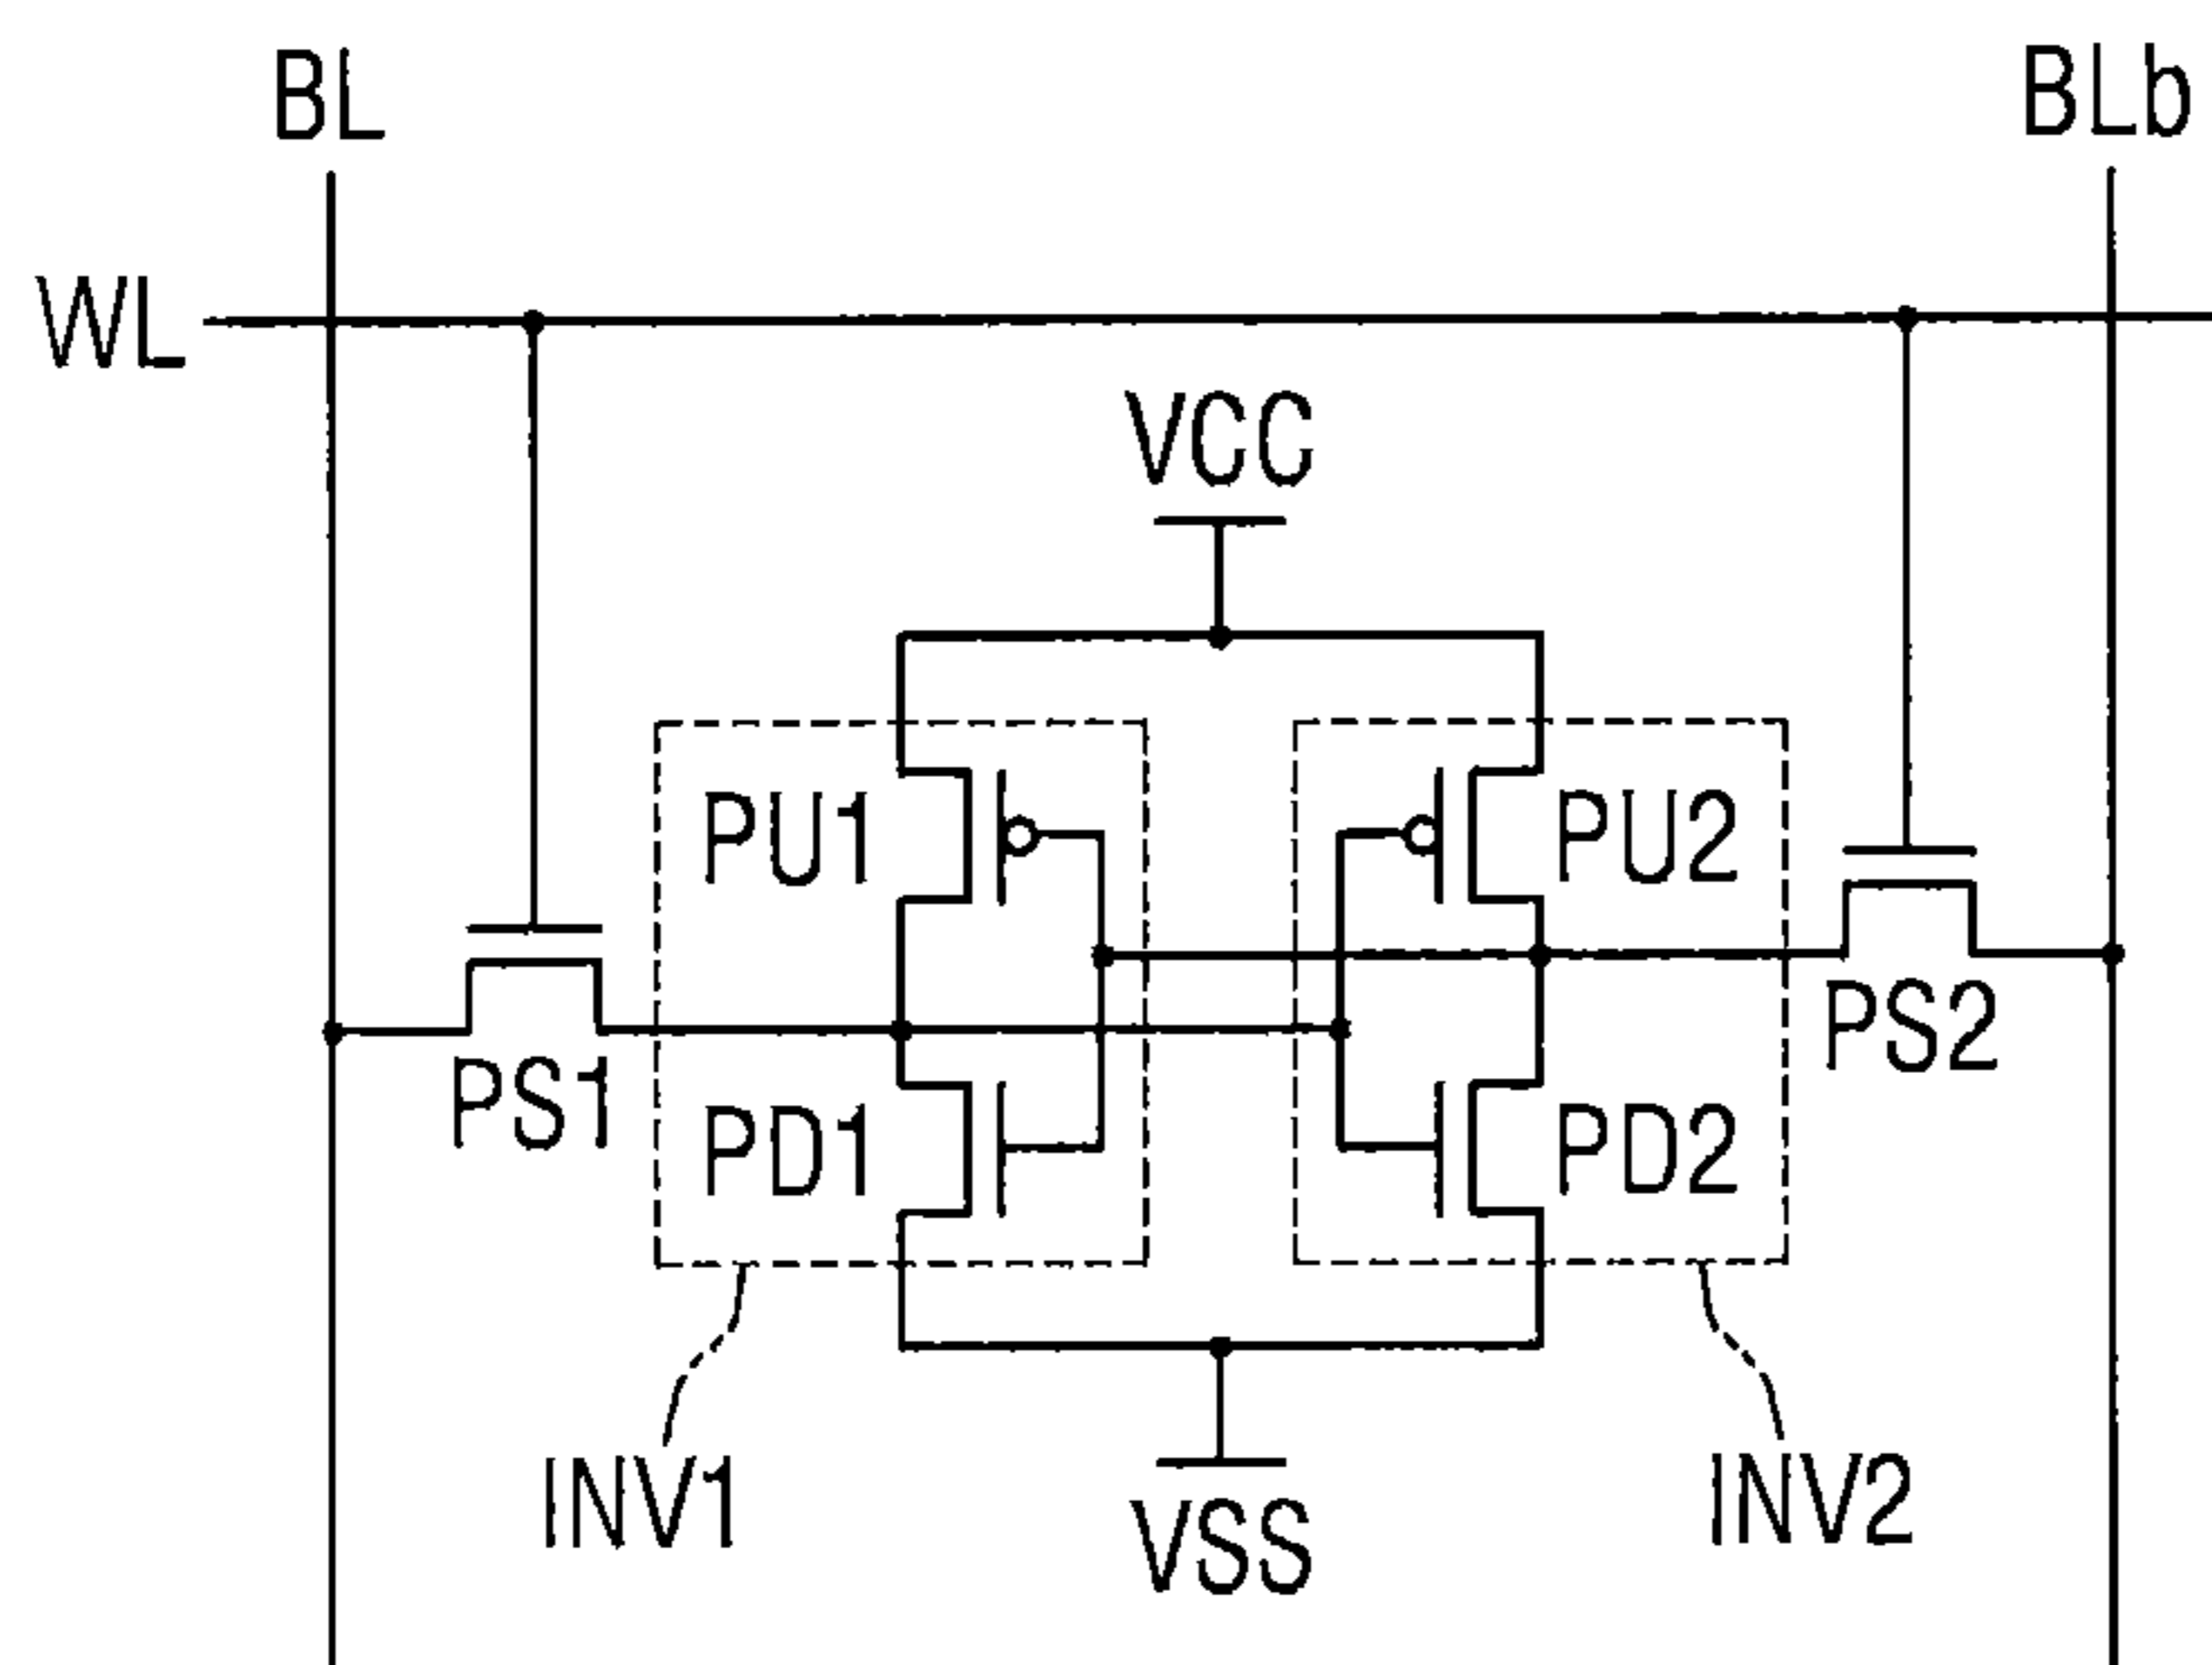 BL
BLb
WL
VCC
PU1
PU2
PS1
PS2
PD1
PD2
INV1
INV2
VSS